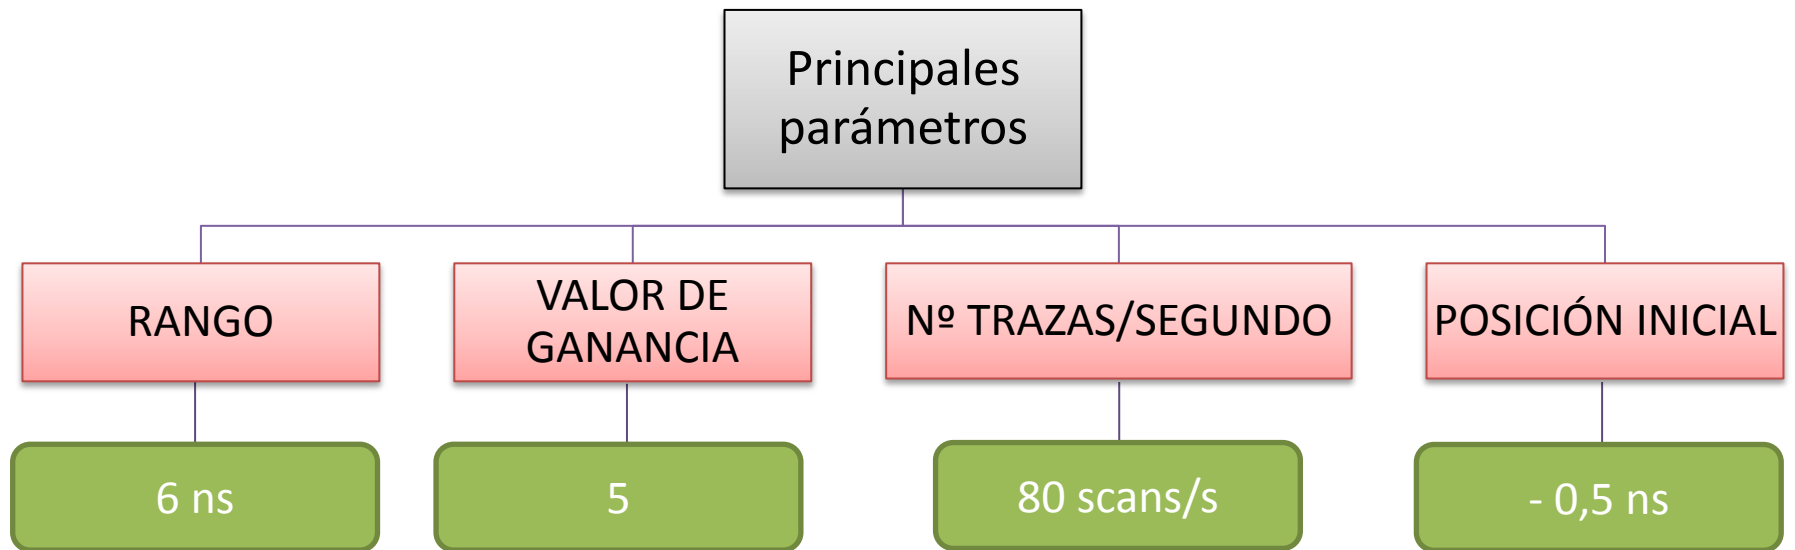 Principales
parámetros
RANGO
VALOR DE
GANANCIA
Nº TRAZAS/SEGUNDO
POSICIÓN INICIAL
6 ns
5
80 scans/s
- 0,5 ns